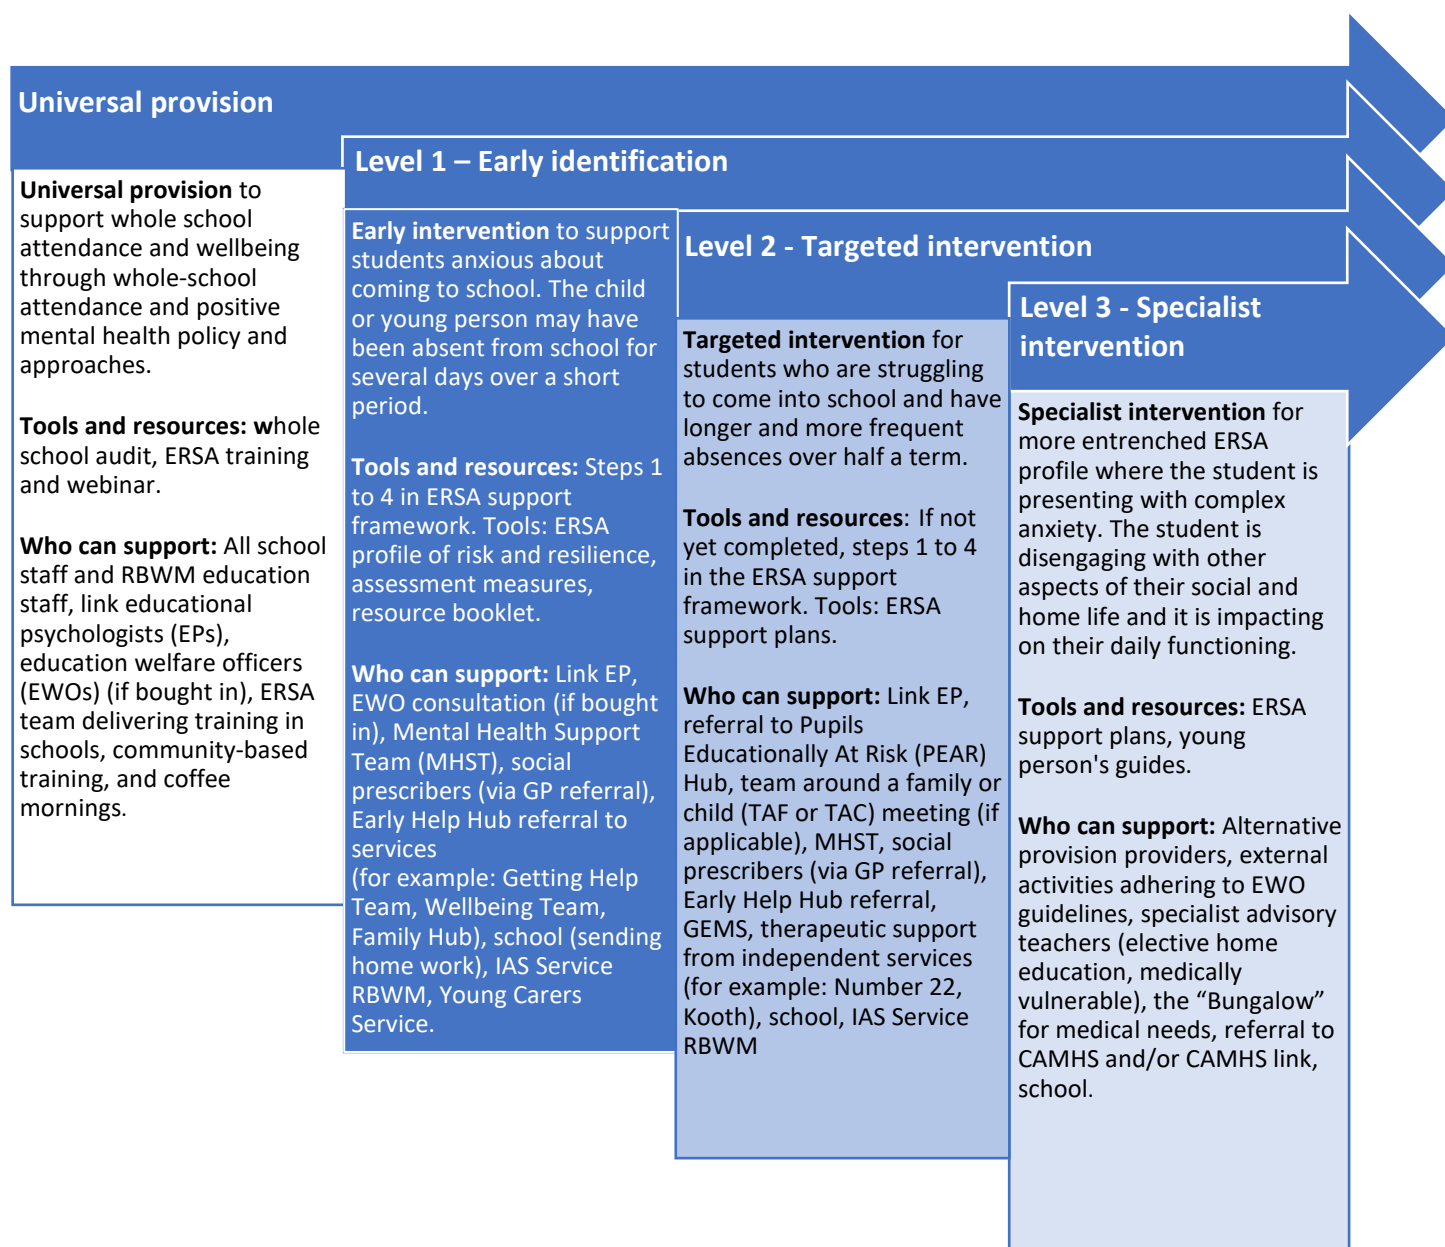 Universal provision
Universal provision to
support whole school
attendance and wellbeing
through whole-school
attendance and positive
mental health policy and
approaches.
Tools and resources: whole
school audit, ERSA training
and webinar.
Who can support: All school
staff and RBWM education
staff, link educational
psychologists (EPs),
education welfare officers
(EWOs) (if bought in), ERSA
team delivering training in
schools, community-based
training, and coffee
mornings.
Level 1 – Early identification
Early intervention to support
students anxious about
coming to school. The child
or young person may have
been absent from school for
several days over a short
period.
Tools and resources: Steps 1
to 4 in ERSA support
framework. Tools: ERSA
profile of risk and resilience,
assessment measures,
resource booklet.
Who can support: Link EP,
EWO consultation (if bought
in), Mental Health Support
Team (MHST), social
prescribers (via GP referral),
Early Help Hub referral to
services
(for example: Getting Help
Team, Wellbeing Team,
Family Hub), school (sending
home work), IAS Service
RBWM, Young Carers
Service.
Level 2 - Targeted intervention
Targeted intervention for
students who are struggling
to come into school and have
longer and more frequent
absences over half a term.
Tools and resources: If not
yet completed, steps 1 to 4
in the ERSA support
framework. Tools: ERSA
support plans.
Who can support: Link EP,
referral to Pupils
Educationally At Risk (PEAR)
Hub, team around a family or
child (TAF or TAC) meeting (if
applicable), MHST, social
prescribers (via GP referral),
Early Help Hub referral,
GEMS, therapeutic support
from independent services
(for example: Number 22,
Kooth), school, IAS Service
RBWM
Level 3 - Specialist
intervention
Specialist intervention for
more entrenched ERSA
profile where the student is
presenting with complex
anxiety. The student is
disengaging with other
aspects of their social and
home life and it is impacting
on their daily functioning.
Tools and resources: ERSA
support plans, young
person's guides.
Who can support: Alternative
provision providers, external
activities adhering to EWO
guidelines, specialist advisory
teachers (elective home
education, medically
vulnerable), the “Bungalow”
for medical needs, referral to
CAMHS and/or CAMHS link,
school.